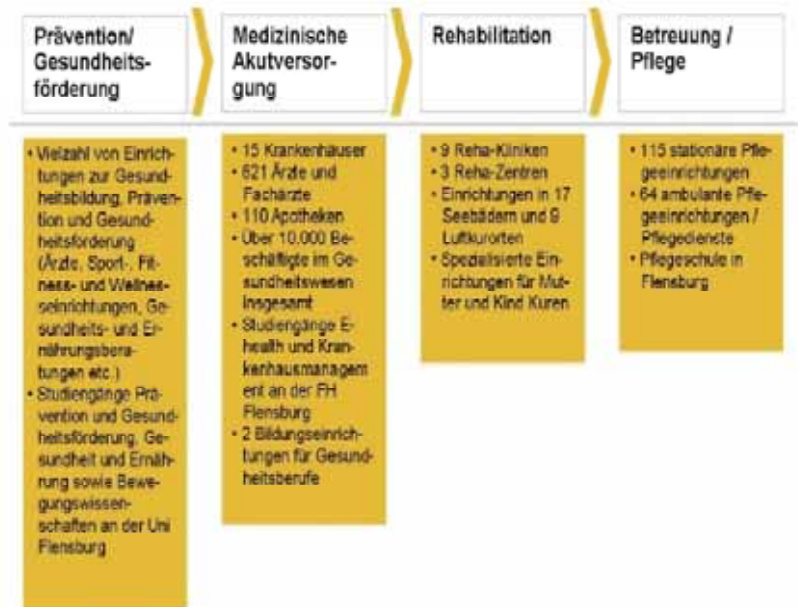 Prävention/
Gesundheits-
förderung
Medizinische
Akutversor-
gung
Rehabilitation
Betreuung /
Pflege
• Vielzahl von Einrich-
tungen zur Gesund-
heitsbildung, Präven-
tion und Gesund-
heitsförderung
(Ärzte, Sport-, Fit-
ness- und Wellnes-
seinrichtungen, Ge-
sundheits- und Er-
nährungsbera-
tungen etc.)
• Studiengänge Prä-
vention und Gesund-
heitsförderung, Ge-
sundheit und Ernäh-
rung sowie Bewe-
gungswissen-
schaften an der Uni
Flensburg
• 15 Krankenhäuser
• 621 Ärzte und
Fachärzte
• 110 Apotheken
• Über 10.000 Be-
schäftigte im Ge-
sundheitswesen
insgesamt
• Studiengänge E-
health und Kran-
kenhausmanagem
ent an der FH
Flensburg
• 2 Bildungseinrich-
tungen für Gesund-
heitsberufe
• 9 Reha-Kliniken
• 3 Reha-Zentren
• Einrichtungen in 17
Seebädern und 9
Luftkurorten
• Spezialisierte Ein-
richtungen für Mut-
ter und Kind Kuren
• 115 stationäre Pfle-
geeinrichtungen
• 64 ambulante Pfle-
geeinrichtungen /
Pflegedienste
• Pflegeschule in
Flensburg